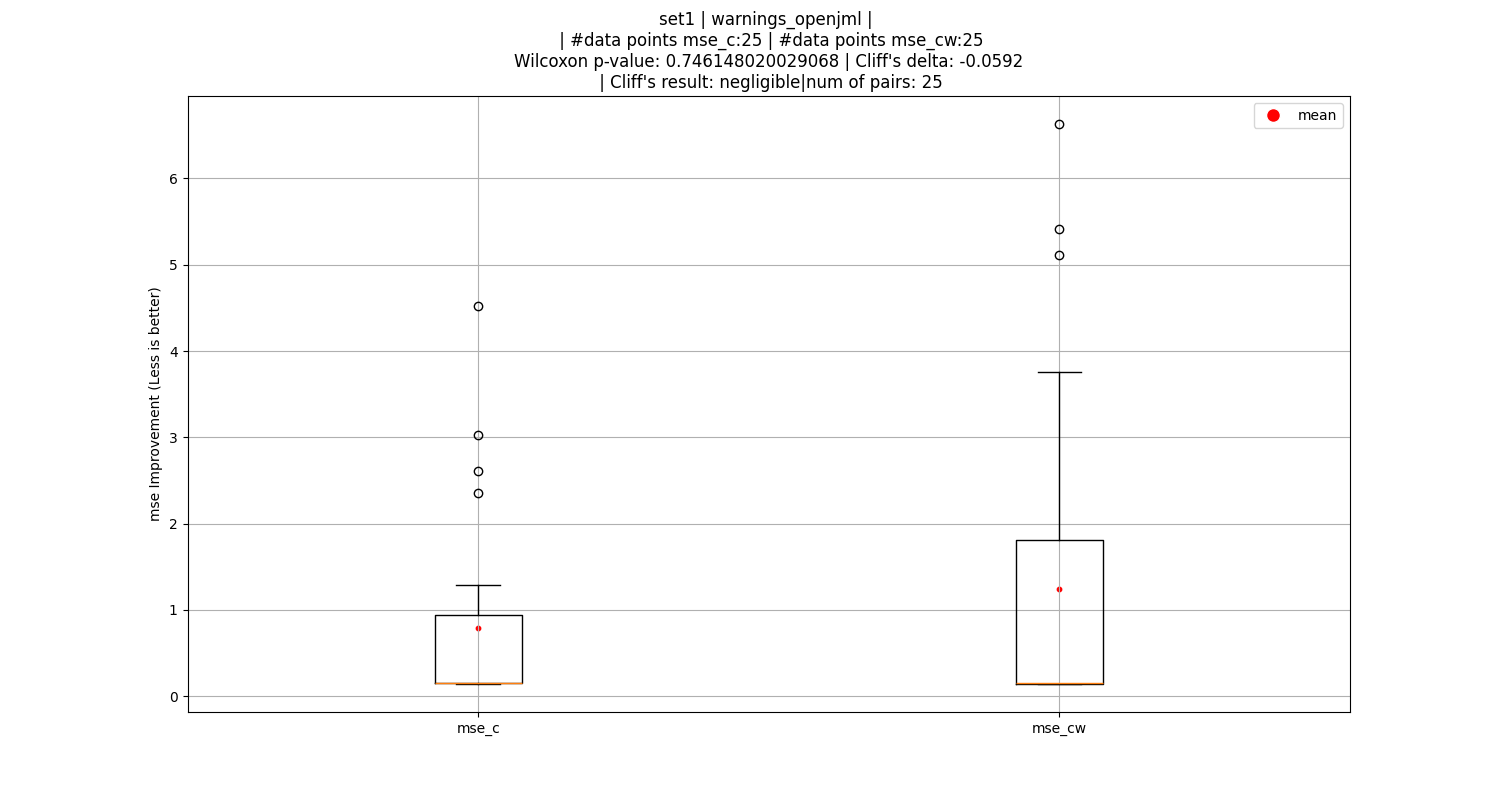 set1 | warnings_openjml |
| #data points mse_c:25 | #data points mse_cw:25
Wilcoxon p-value: 0.746148020029068 | Cliff's delta: -0.0592
| Cliff's result: negligible|num of pairs: 25
mean
mse Improvement (Less is better)
6
5
4
3
2
1
0
mse_c
mse_cw